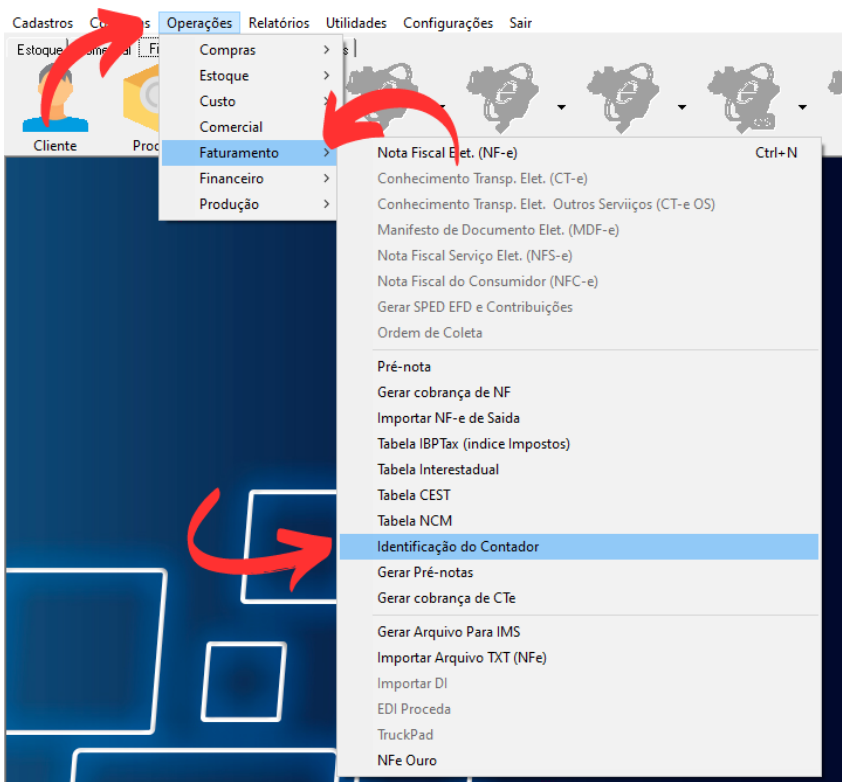 Cadastros Operações Relatórios Utilidades Configurações Sair
Estoque
Cliente
Compras
Estoque
Custo
Comercial
Faturamento
Financeiro
Produção
Nota Fiscal Elet. (NF-e) Ctrl+N
Conhecimento Transp. Elet. (CT-e)
Conhecimento Transp. Elet. Outros Serviiços (CT-e OS)
Manifesto de Documento Elet. (MDF-e)
Nota Fiscal Serviço Elet. (NFS-e)
Nota Fiscal do Consumidor (NFC-e)
Gerar SPED EFD e Contribuições
Ordem de Coleta
Pré-nota
Gerar cobrança de NF
Importar NF-e de Saida
Tabela IBPTax (indice Impostos)
Tabela Interestadual
Tabela CEST
Tabela NCM
Identificação do Contador
Gerar Pré-notas
Gerar cobrança de CTe
Gerar Arquivo Para IMS
Importar Arquivo TXT (NFe)
Importar DI
EDI Proceda
TruckPad
NFe Ouro